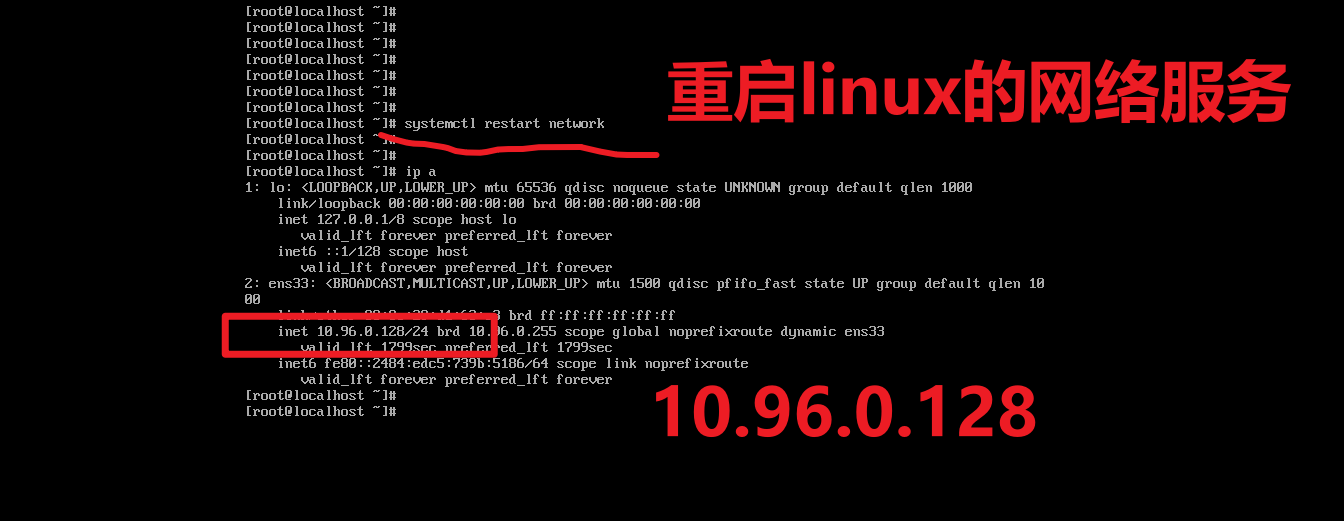 [root@localhost ~]#
[root@localhost ~]#
[root@localhost ~]#
[root@localhost ~]#
[root@localhost ~]#
[root@localhost ~]#
[root@localhost ~]#
[root@localhost ~]# systemctl restart network
重启linux的网络服务
[root@localhost ~]#
[root@localhost ~]#
[root@localhost ~]# ip a
1: lo: <LOOPBACK,UP,LOWER_UP> mtu 65536 qdisc noqueue state UNKNOWN group default qlen 1000
link/loopback 00:00:00:00:00:00 brd 00:00:00:00:00:00
inet 127.0.0.1/8 scope host lo
valid_lft forever preferred_lft forever
inet6 ::1/128 scope host
valid_lft forever preferred_lft forever
2: ens33: <BROADCAST,MULTICAST,UP,LOWER_UP> mtu 1500 qdisc pfifo_fast state UP group default qlen 10
00
brd ff:ff:ff:ff:ff:ff
inet 10.96.0.128/24 brd 10.96.0.255 scope global noprefixroute dynamic ens33
valid_lft 1799sec preferred_lft 1799sec
inet6 fe80::2484:edc5:739b:5186/64 scope link noprefixroute
valid_lft forever preferred_lft forever
[root@localhost ~]#
[root@localhost ~]#
10.96.0.128